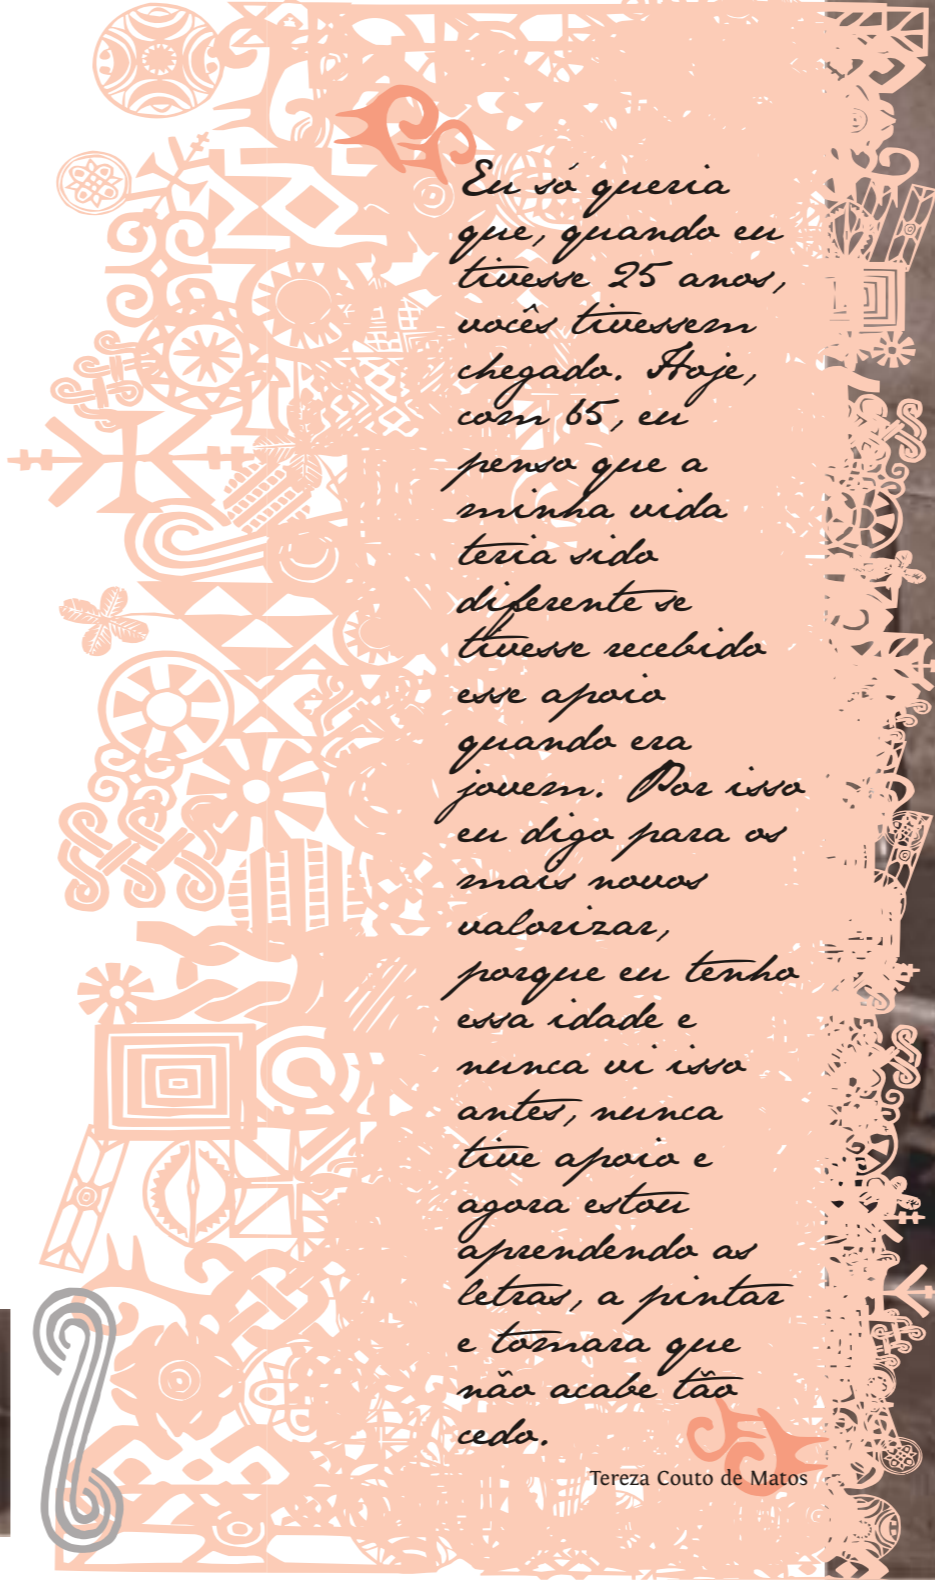 Eu só queria
que, quando eu
tivesse 25 anos,
vocês tivessem
chegado. Hoje,
com 65, eu
penso que a
minha vida
teria sido
diferente se
tivesse recebido
esse apoio
quando era
jovem. Por isso
eu digo para os
mais novos
valorizar,
porque eu tenho
essa idade e
nunca vi isso
antes, nunca
tive apoio e
agora estou
aprendendo as
letras, a pintar
e tomara que
não acabe tão
cedo.
Tereza Couto de Matos